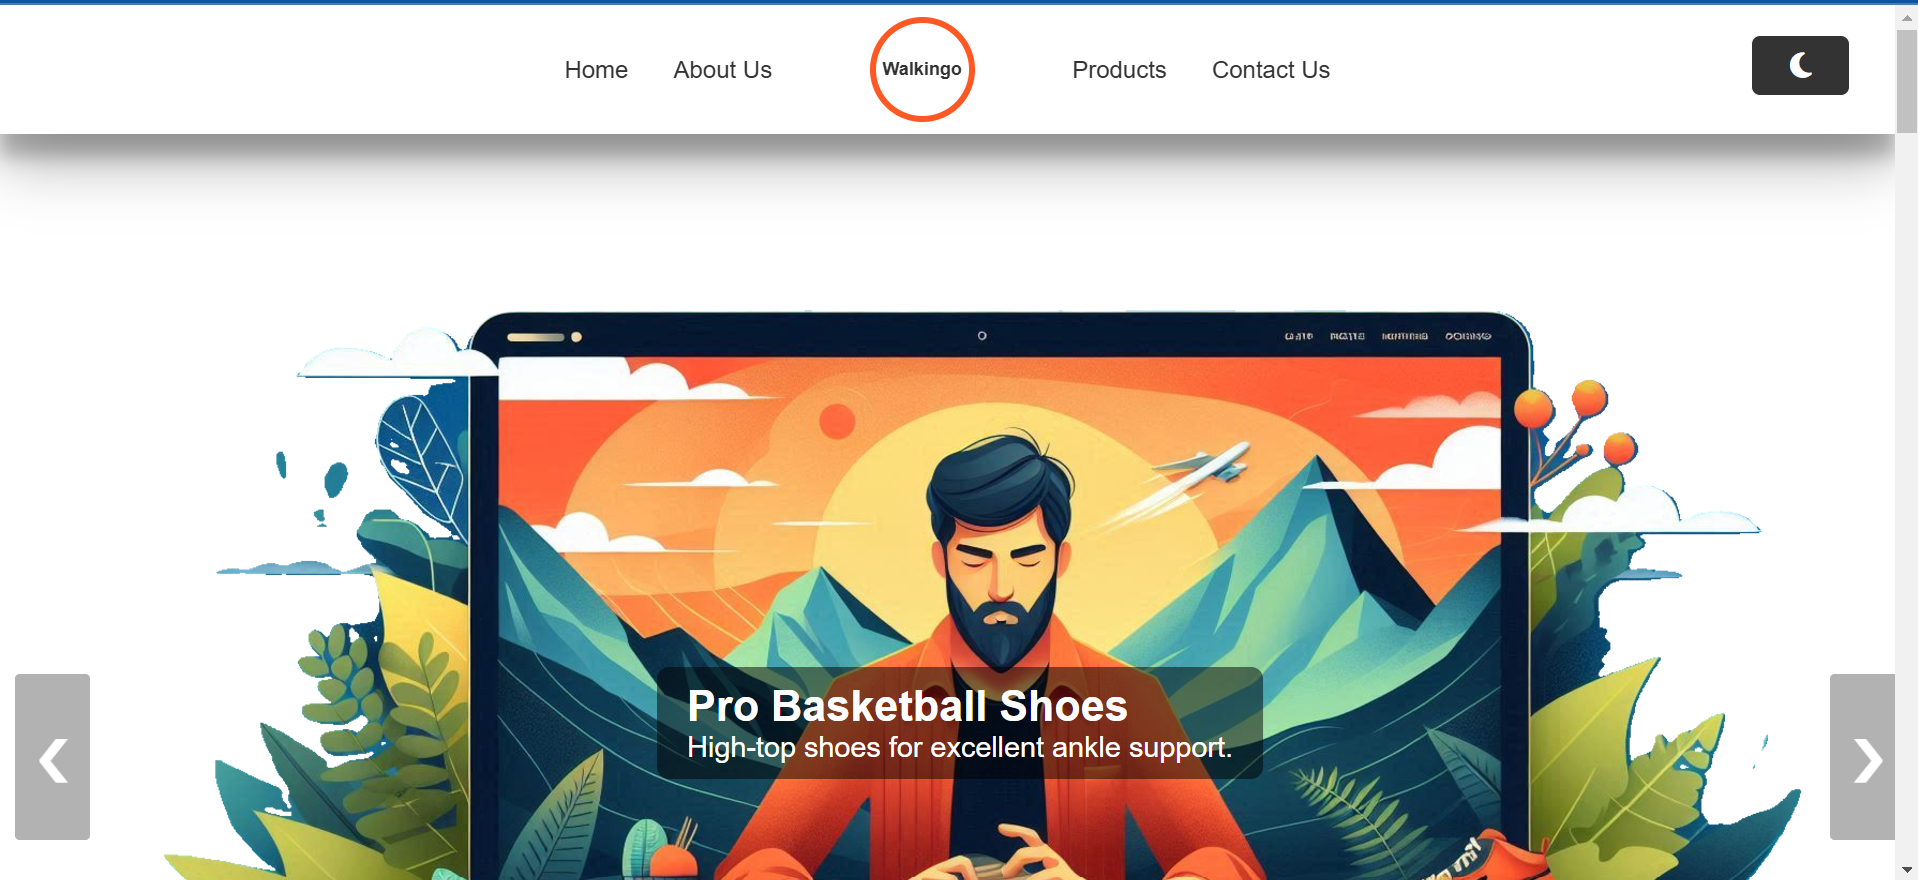 Home About Us Walkingo Products Contact Us
Pro Basketball Shoes
High-top shoes for excellent ankle support.